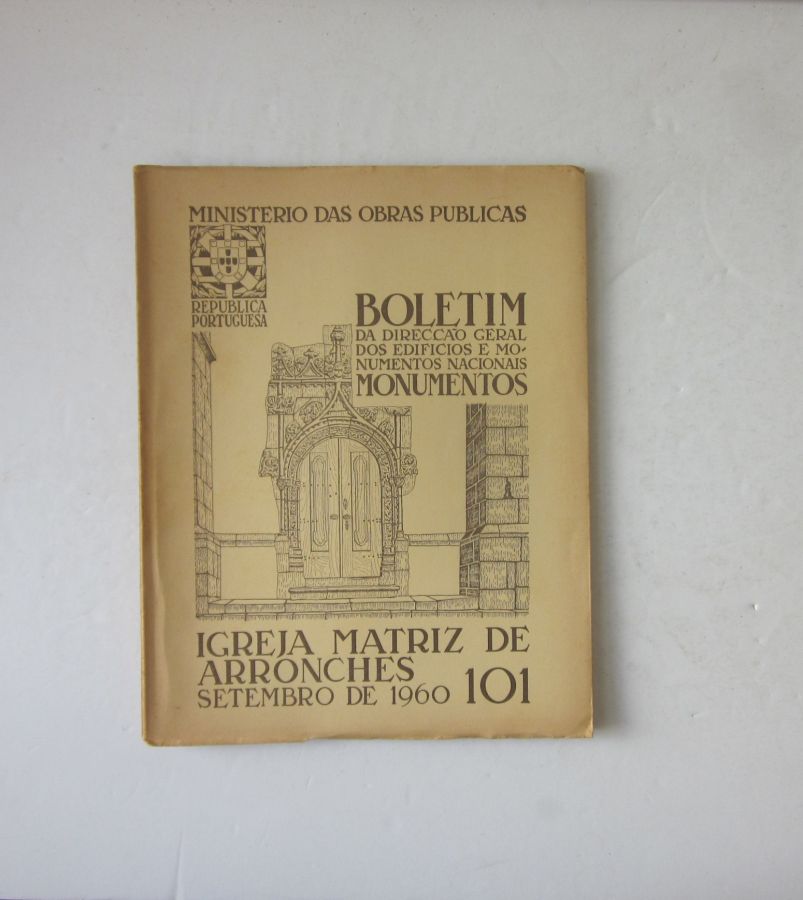 MINISTERIO DAS OBRAS PUBLICAS
REPUBLICA
PORTUGUESA
BOLETIM
DA DIRECCÃO GERAL
DOS EDIFICIOS E MO-
NUMENTOS NACIONAIS
MONUMENTOS
IGREJA MATRIZ DE
ARRONCHES
SETEMBRO DE 1960 101